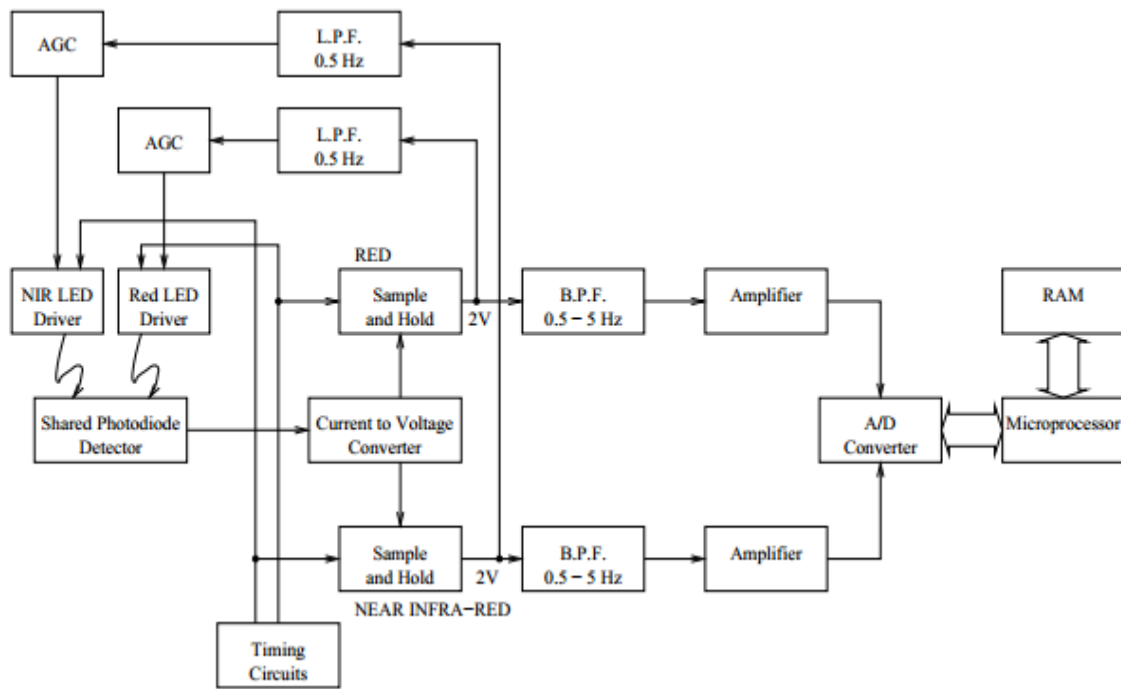 AGC
L.P.F.
0.5 Hz
AGC
L.P.F.
0.5 Hz
RED
NIR LED
Driver
Red LED
Driver
Sample
and Hold
2V
B.P.F.
0.5 − 5 Hz
Amplifier
RAM
Shared Photodiode
Detector
Current to Voltage
Converter
A/D
Converter
Microprocessor
Sample
and Hold
2V
B.P.F.
0.5 − 5 Hz
Amplifier
NEAR INFRA−RED
Timing
Circuits